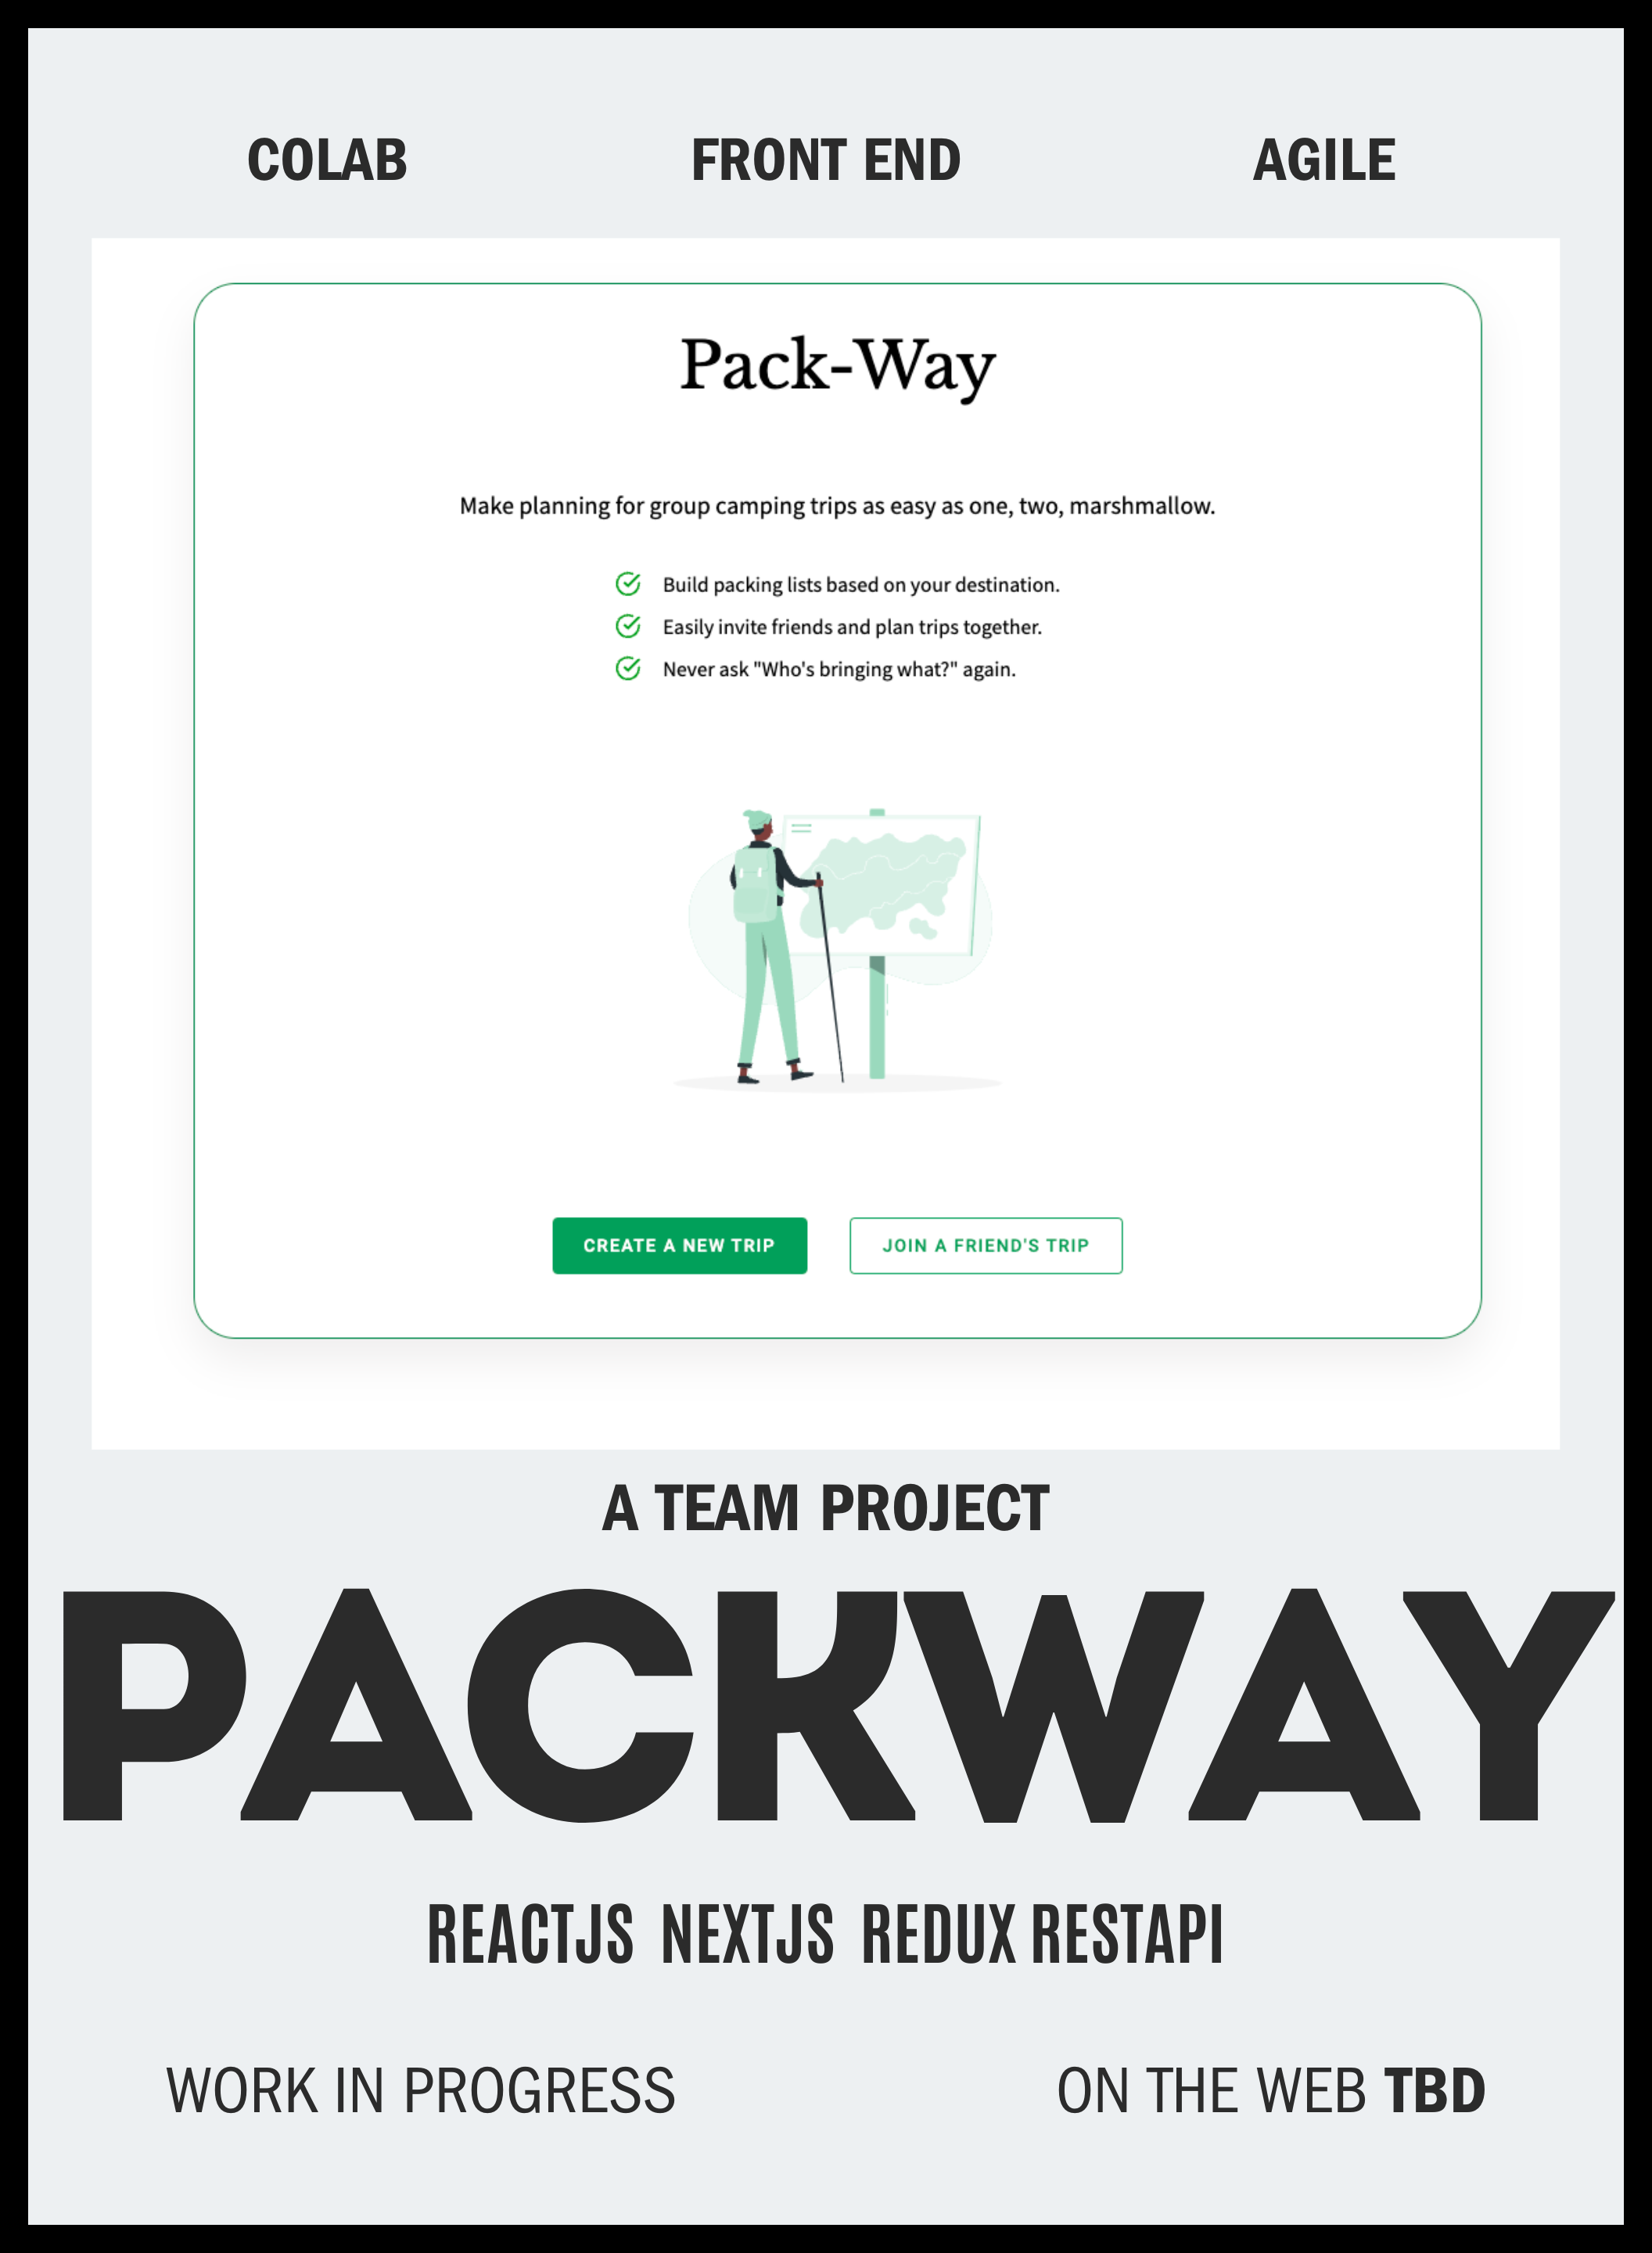 COLAB FRONT END AGILE
Pack-Way
Make planning for group camping trips as easy as one, two, marshmallow.
Build packing lists based on your destination.
Easily invite friends and plan trips together.
Never ask "Who's bringing what?" again.
CREATE A NEW TRIP JOIN A FRIEND'S TRIP
A TEAM PROJECT
PACKWAY
REACTJS NEXTJS REDUX RESTAPI
WORK IN PROGRESS ON THE WEB TBD